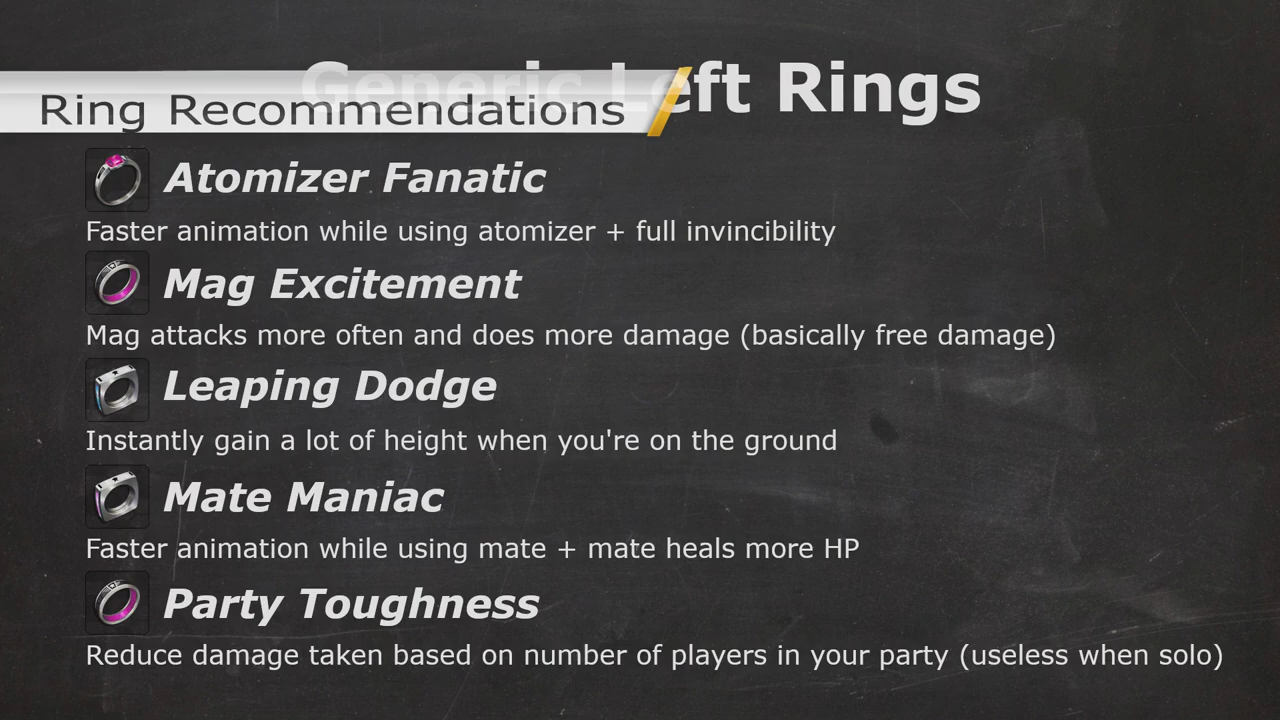 Generic Left Rings
Ring Recommendations
Atomizer Fanatic
Faster animation while using atomizer + full invincibility
Mag Excitement
Mag attacks more often and does more damage (basically free damage)
Leaping Dodge
Instantly gain a lot of height when you're on the ground
Mate Maniac
Faster animation while using mate + mate heals more HP
Party Toughness
Reduce damage taken based on number of players in your party (useless when solo)